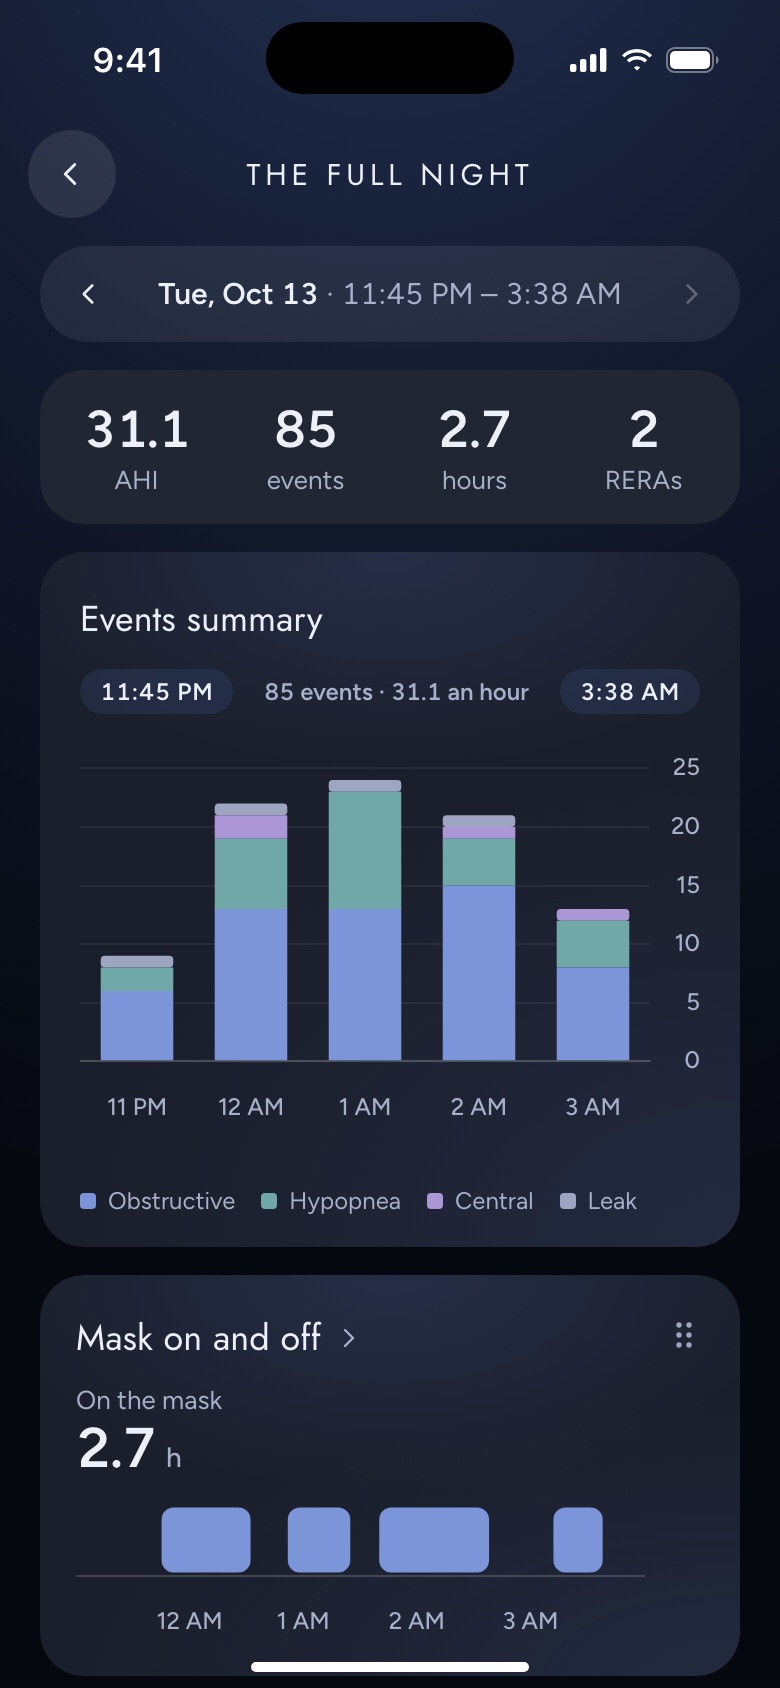 9:41
THE FULL NIGHT
Tue, Oct 13 · 11:45 PM – 3:38 AM
31.1 85 2.7 2
AHI events hours RERAs
Events summary
11:45 PM 85 events · 31.1 an hour 3:38 AM
25
20
15
10
5
0
11 PM 12 AM 1 AM 2 AM 3 AM
Obstructive Hypopnea Central Leak
Mask on and off
On the mask
2.7 h
12 AM 1 AM 2 AM 3 AM